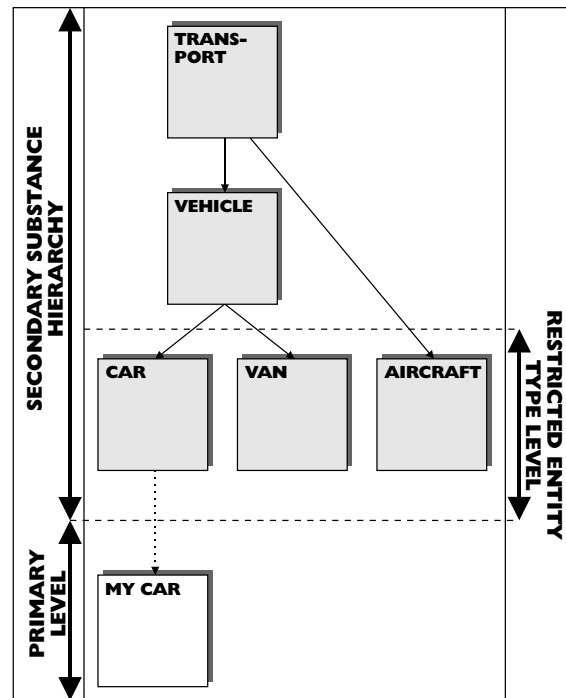 TRANS-
PORT
VEHICLE
CAR
VAN
AIRCRAFT
MY CAR
SECONDARY SUBSTANCE
HIERARCHY
PRIMARY
LEVEL
RESTRICTED ENTITY
TYPE LEVEL